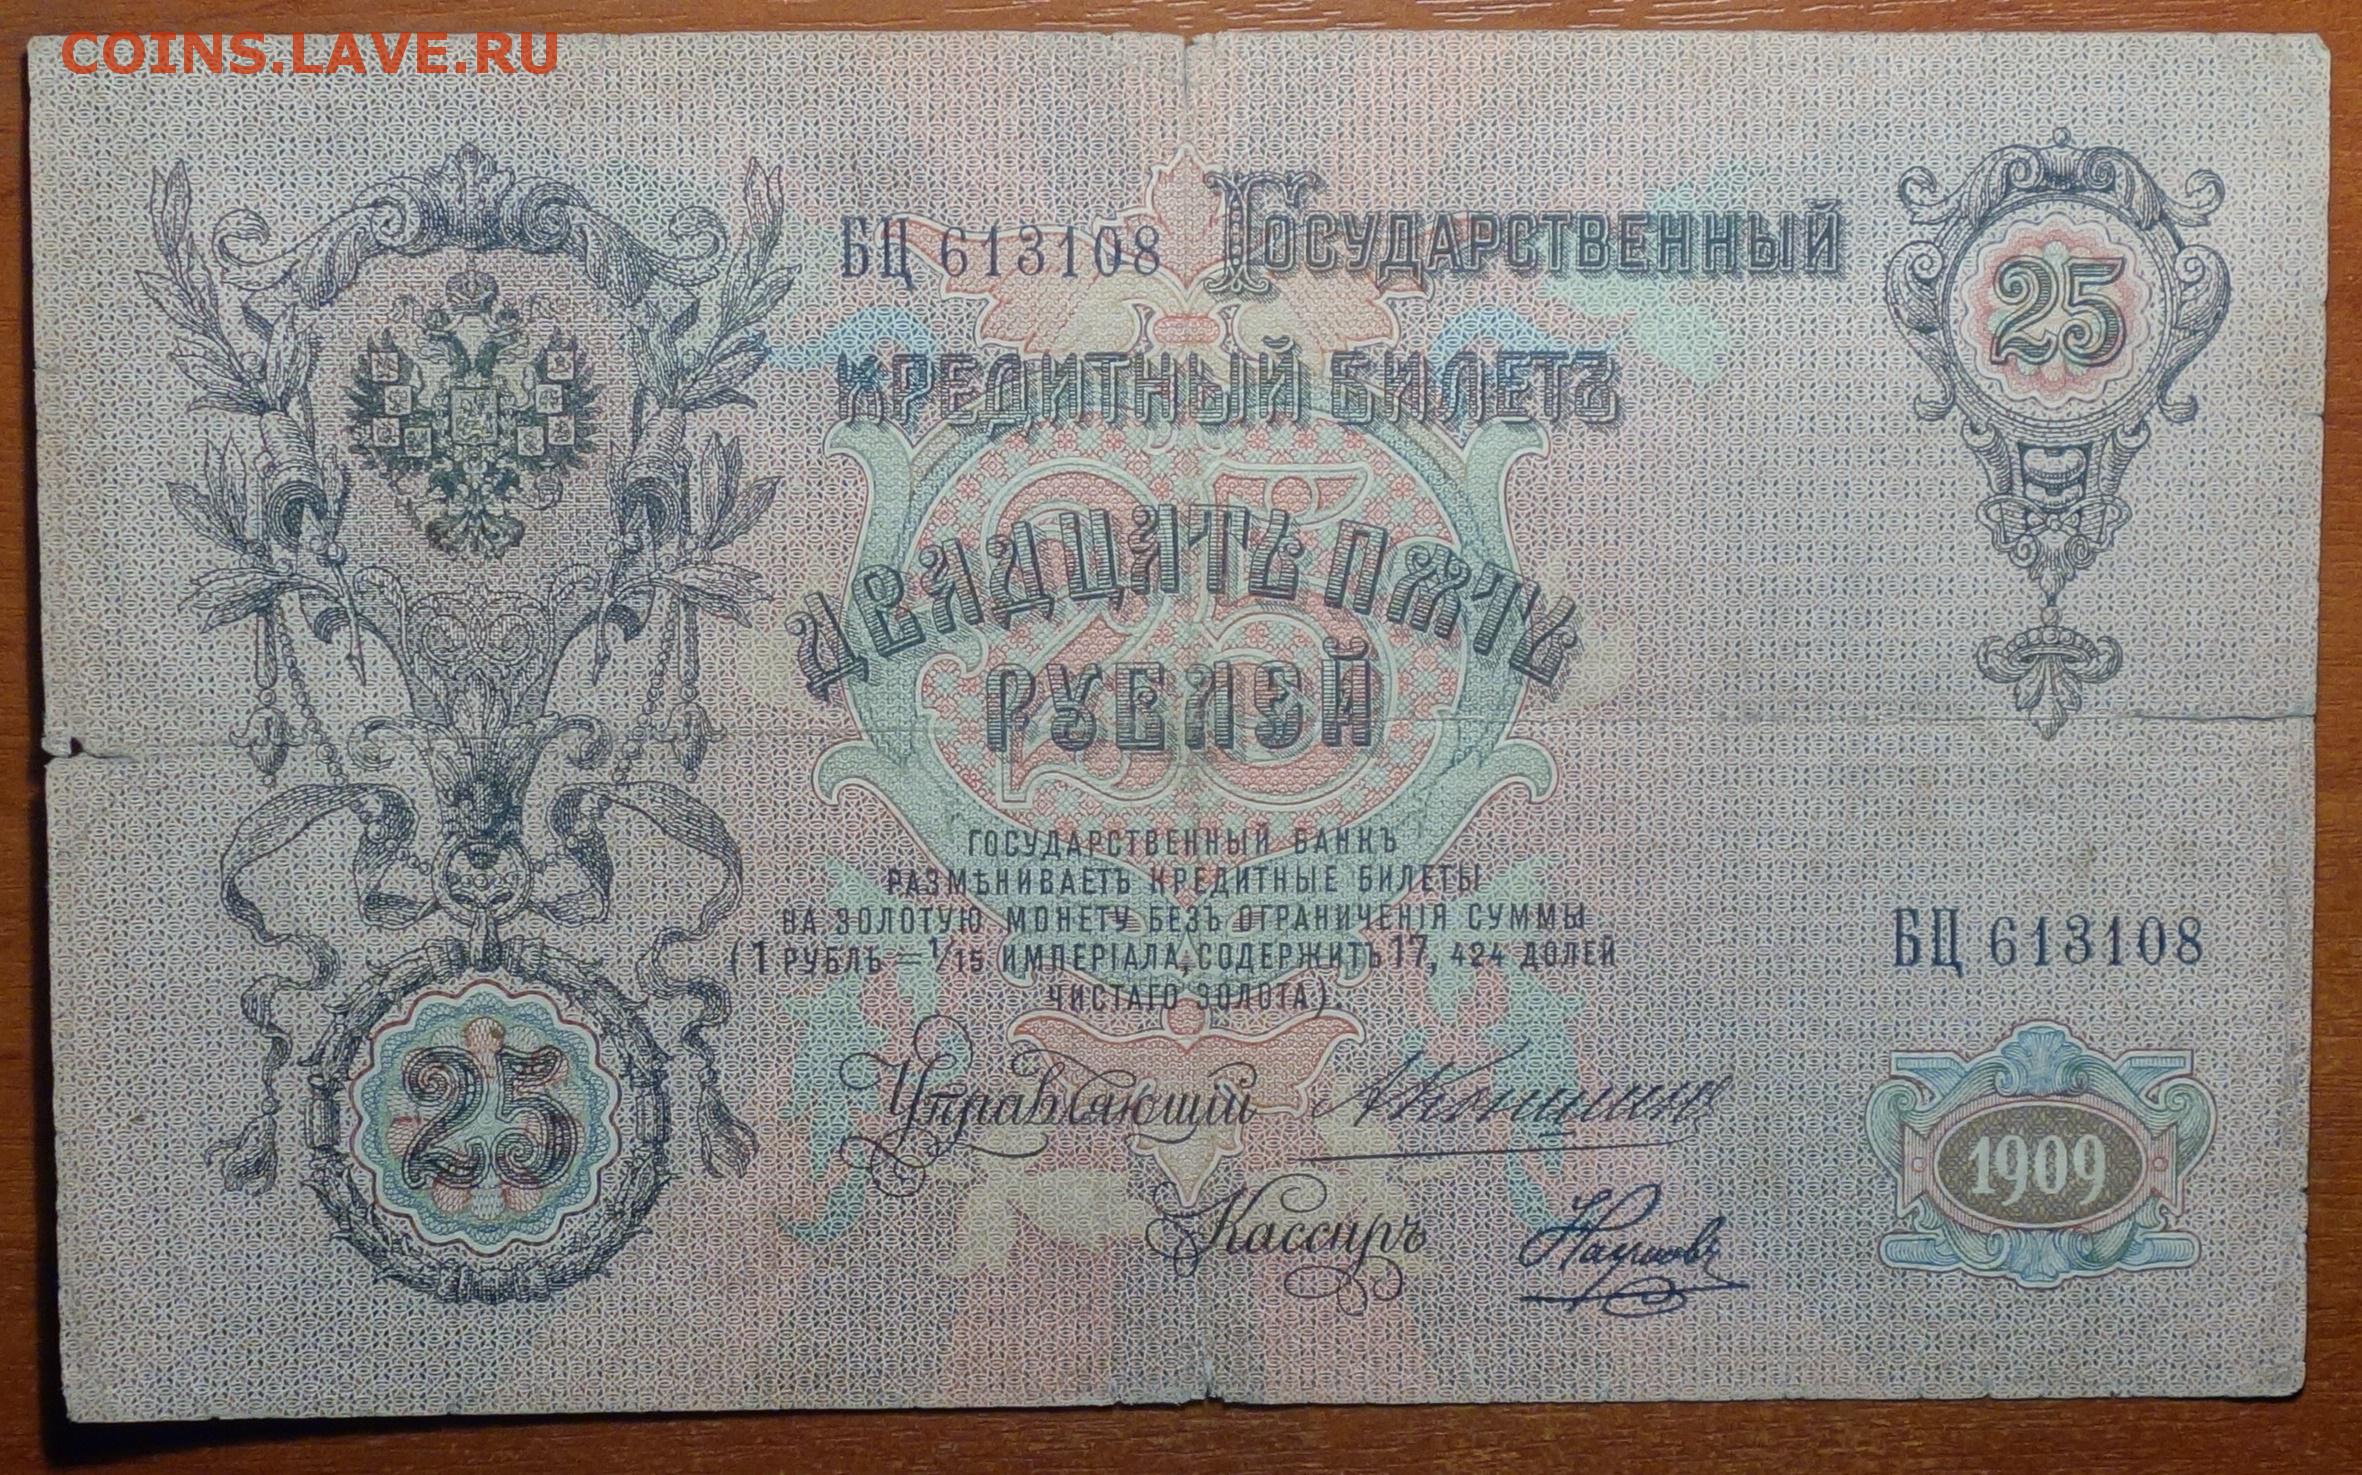 COINS.LAVE.RU
БЦ 613108 ГОСУДАРСТВЕННЫЙ
25
КРЕДИТНЫЙ БИЛЕТЪ
25
ДВАДЦАТЬ ПЯТЬ
РУБЛЕЙ
ГОСУДАРСТВЕННЫЙ БАНКЪ
РАЗМѢНИВАЕТЪ КРЕДИТНЫЕ БИЛЕТЫ
НА ЗОЛОТУЮ МОНЕТУ БЕЗЪ ОГРАНИЧЕНІЯ СУММЫ
(1 РУБЛЬ = 1/15 ИМПЕРІАЛА, СОДЕРЖИТЪ 17, 424 ДОЛЕЙ
ЧИСТАГО ЗОЛОТА).
БЦ 613108
25
Управляющій
Кассиръ
1909